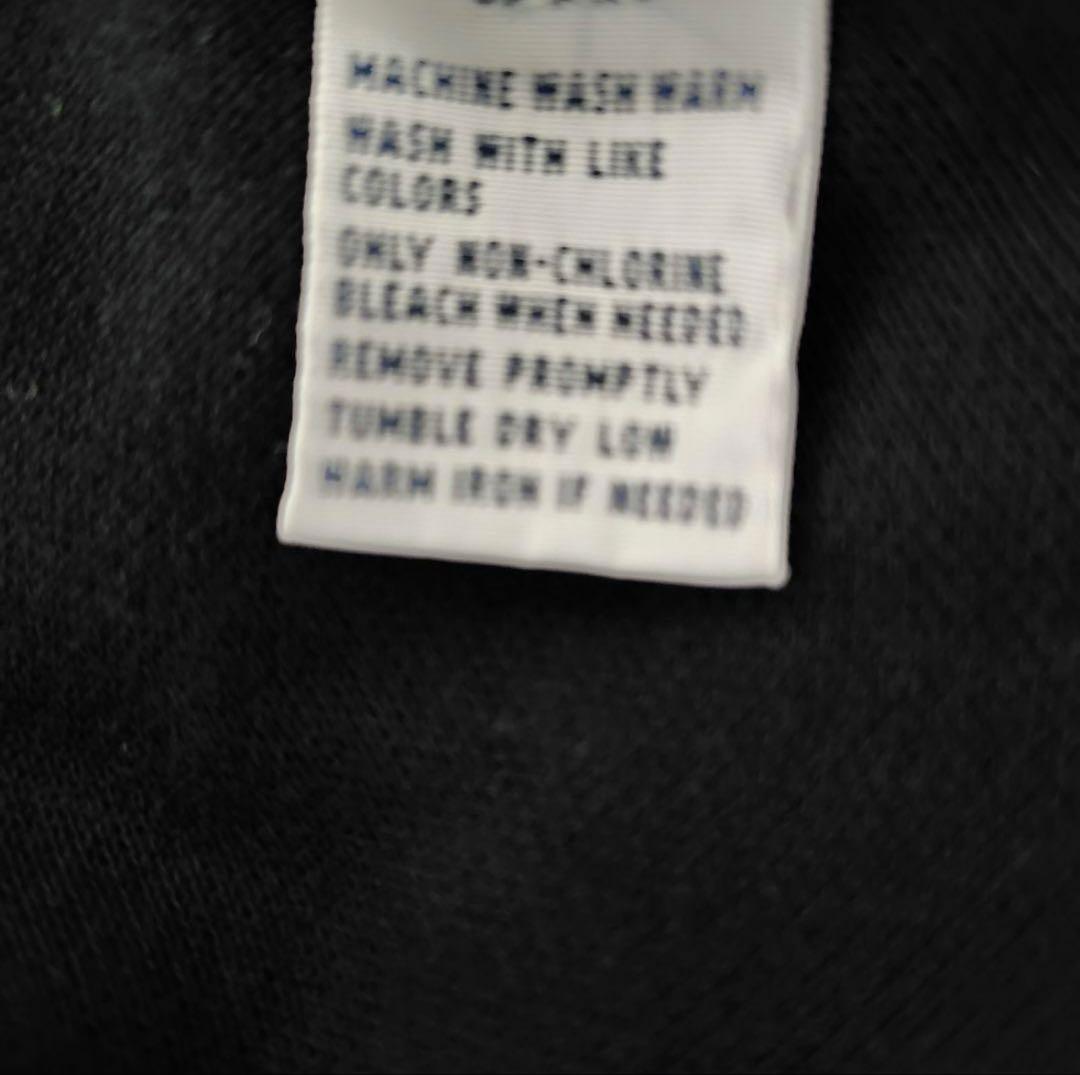 MACHINE WASH WARM
WASH WITH LIKE
COLORS
ONLY NON-CHLORINE
BLEACH WHEN NEEDED
REMOVE PROMPTLY
TUMBLE DRY LOW
WARM IRON IF NEEDED